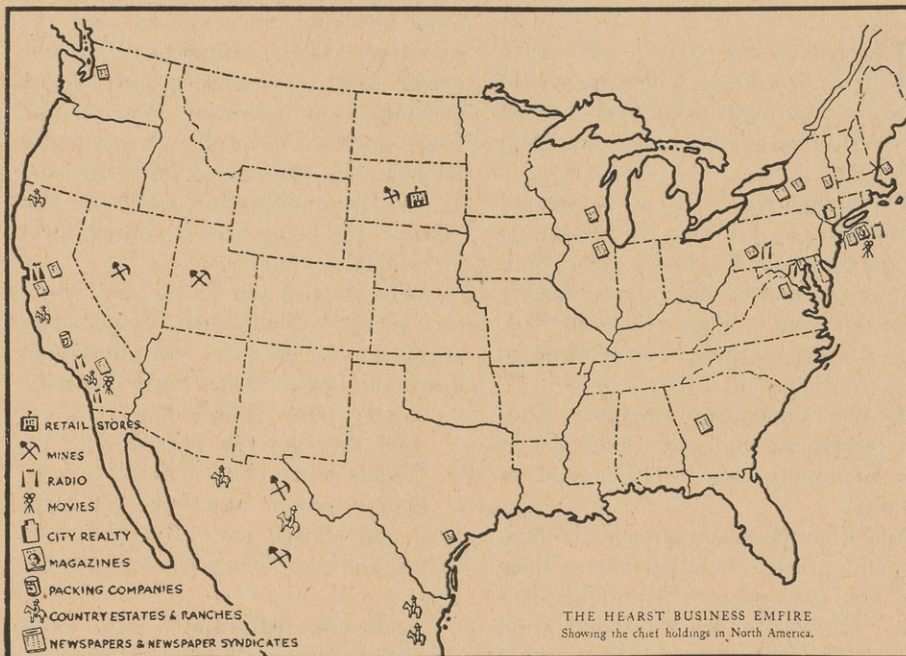 RETAIL STORES
MINES
RADIO
MOVIES
CITY REALTY
MAGAZINES
PACKING COMPANIES
COUNTRY ESTATES & RANCHES
NEWSPAPERS & NEWSPAPER SYNDICATES
THE HEARST BUSINESS EMPIRE
Showing the chief holdings in North America.